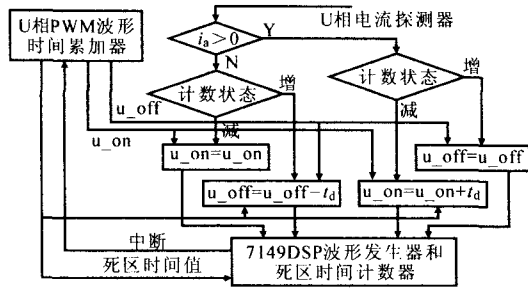 U相PWM波形
时间累加器
U相电流探测器
iₐ>0
Y
N
计数状态
增
减
计数状态
增
减
u_off
u_on
u_on=u_on
u_off=u_off
u_off=u_off−t_d
u_on=u_on+t_d
中断
死区时间值
7149DSP波形发生器和
死区时间计数器